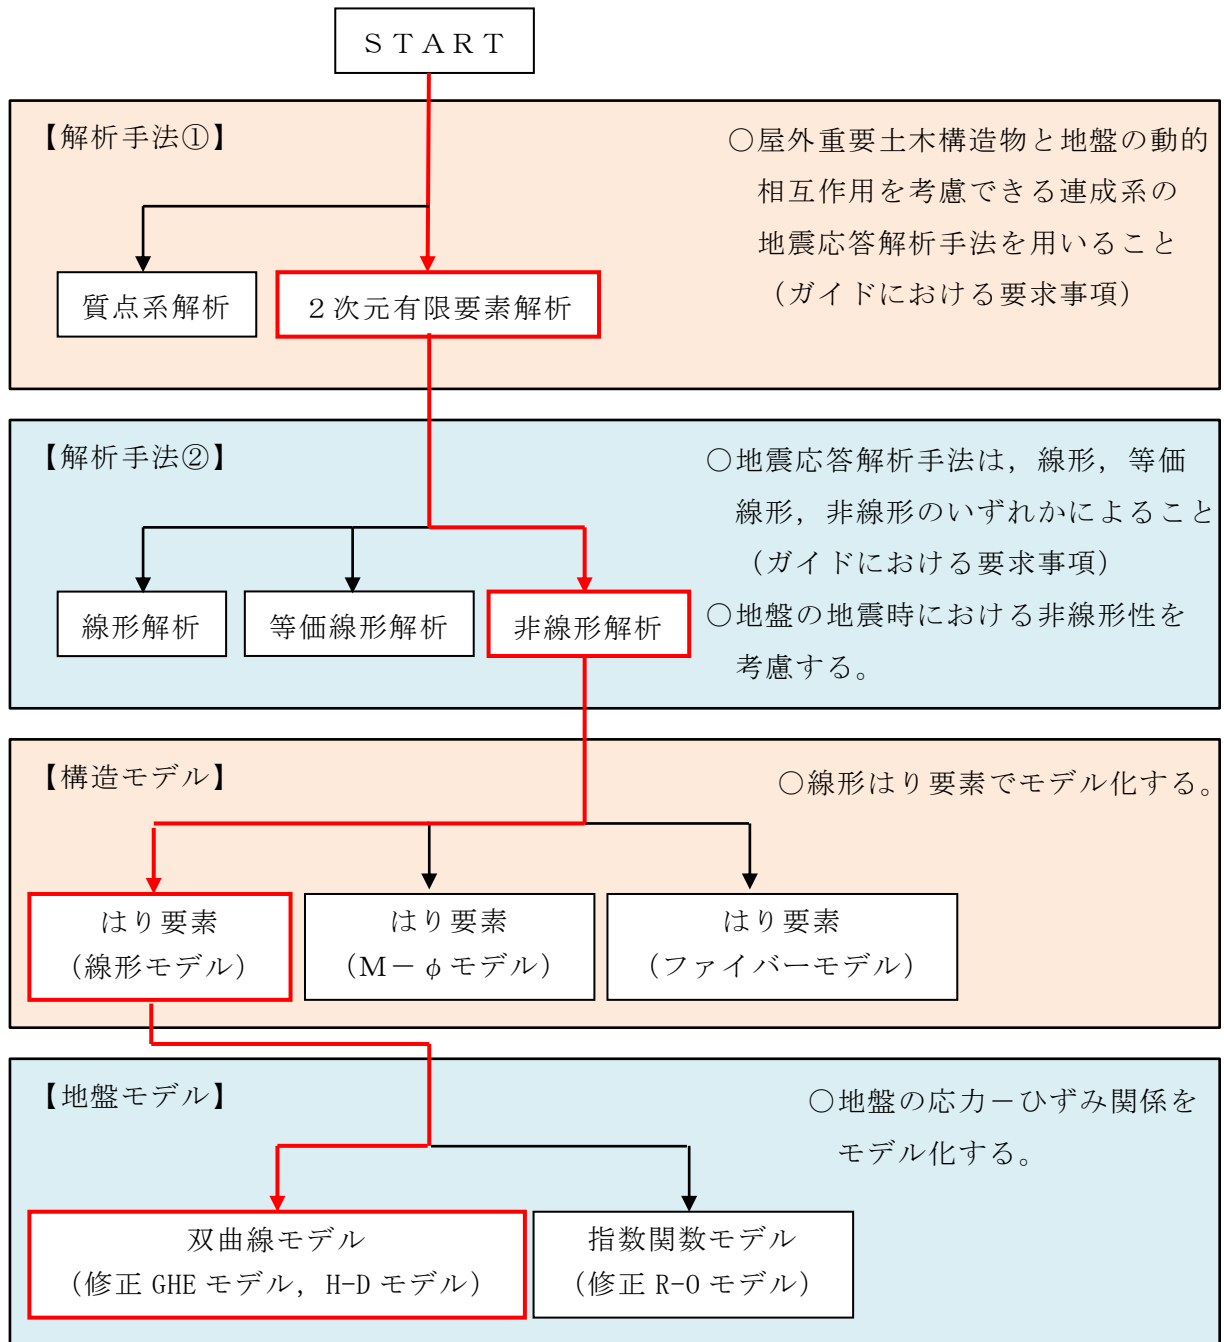 ＳＴＡＲＴ
【解析手法①】
○屋外重要土木構造物と地盤の動的
相互作用を考慮できる連成系の
地震応答解析手法を用いること
（ガイドにおける要求事項）
質点系解析
２次元有限要素解析
【解析手法②】
○地震応答解析手法は，線形，等価
線形，非線形のいずれかによること
（ガイドにおける要求事項）
○地盤の地震時における非線形性を
考慮する。
線形解析
等価線形解析
非線形解析
【構造モデル】
○線形はり要素でモデル化する。
はり要素
（線形モデル）
はり要素
（Ｍ－φモデル）
はり要素
（ファイバーモデル）
【地盤モデル】
○地盤の応力－ひずみ関係を
モデル化する。
双曲線モデル
（修正 GHE モデル，H-D モデル）
指数関数モデル
（修正 R-O モデル）